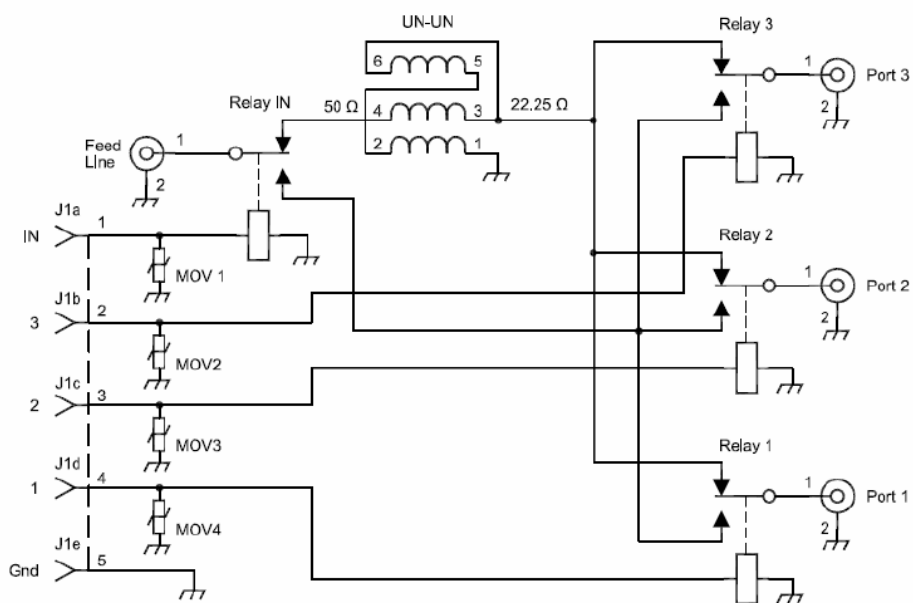 UN-UN
6 5
50 Ω
4 3
22.25 Ω
2 1
Relay IN
Feed
LIne
1
2
J1a
IN
1
MOV 1
J1b
3
2
MOV2
J1c
2
3
MOV3
J1d
1
4
MOV4
J1e
Gnd
5
Relay 3
1
Port 3
2
Relay 2
1
Port 2
2
Relay 1
1
Port 1
2